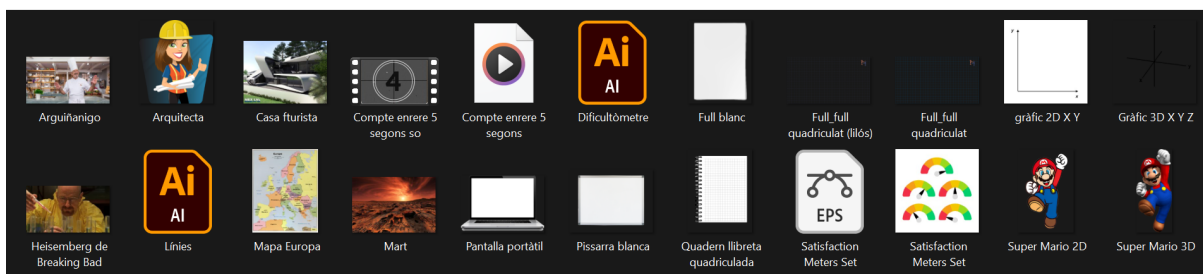 Arguiñanigo
Arquitecta
Casa fturista
Compte enrere 5
segons so
Compte enrere 5
segons
Ai
AI
Dificultòmetre
Full blanc
Full_full
quadriculat (lilós)
Full_full
quadriculat
y
x
gràfic 2D X Y
Gràfic 3D X Y Z
4
Heisemberg de
Breaking Bad
Ai
AI
Línies
Mapa Europa
Mart
Pantalla portàtil
Pissarra blanca
Quadern llibreta
quadriculada
EPS
Satisfaction
Meters Set
Satisfaction
Meters Set
Super Mario 2D
Super Mario 3D